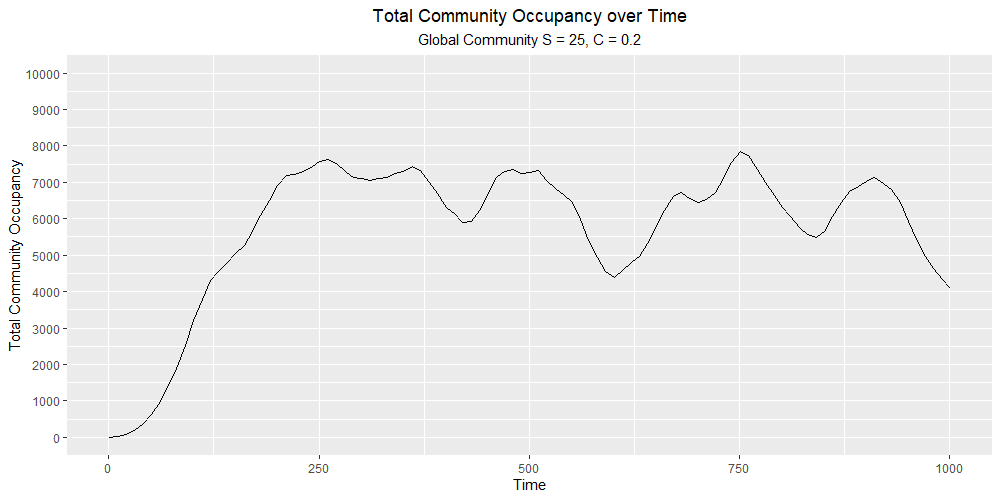 Total Community Occupancy over Time
Global Community S = 25, C = 0.2
Total Community Occupancy
10000
9000
8000
7000
6000
5000
4000
3000
2000
1000
0
0 250 500 750 1000
Time